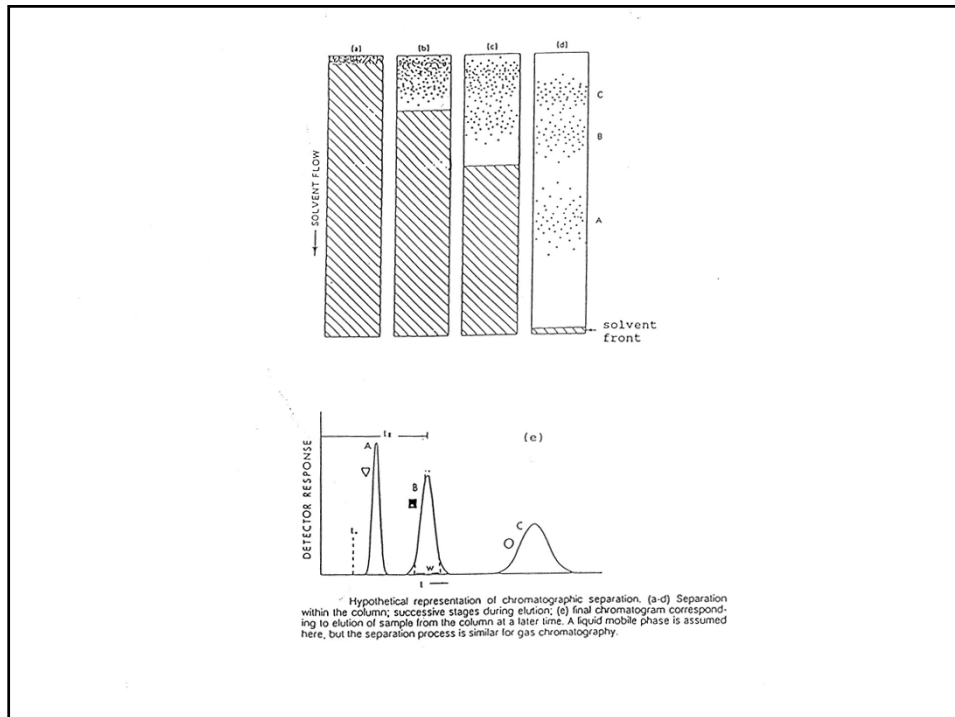 (a) (b) (c) (d)
C
B
A
SOLVENT FLOW
solvent
front
t
(e)
A
B
C
t
W
t
DETECTOR RESPONSE
Hypothetical representation of chromatographic separation. (a-d) Separation
within the column; successive stages during elution; (e) final chromatogram correspond-
ing to elution of sample from the column at a later time. A liquid mobile phase is assumed
here, but the separation process is similar for gas chromatography.